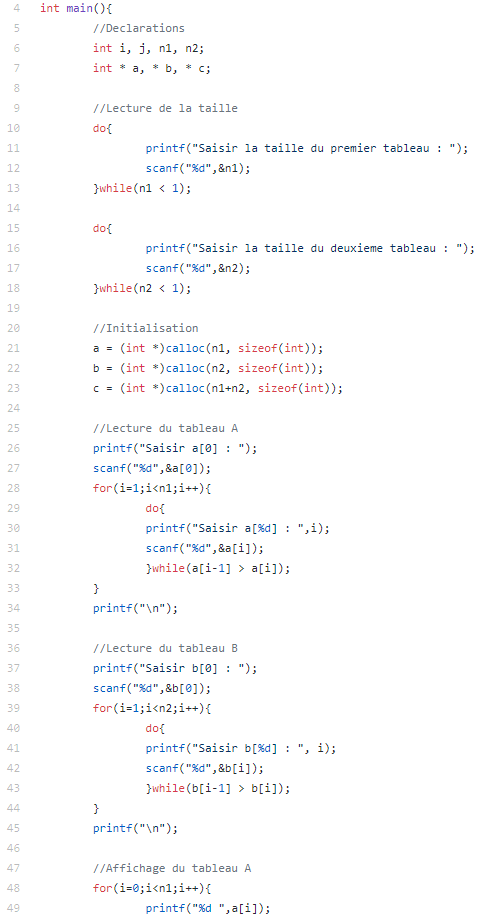 4 int main(){
5 //Declarations
6 int i, j, n1, n2;
7 int * a, * b, * c;
8
9 //Lecture de la taille
10 do{
11 printf("Saisir la taille du premier tableau : ");
12 scanf("%d",&n1);
13 }while(n1 < 1);
14
15 do{
16 printf("Saisir la taille du deuxieme tableau : ");
17 scanf("%d",&n2);
18 }while(n2 < 1);
19
20 //Initialisation
21 a = (int *)calloc(n1, sizeof(int));
22 b = (int *)calloc(n2, sizeof(int));
23 c = (int *)calloc(n1+n2, sizeof(int));
24
25 //Lecture du tableau A
26 printf("Saisir a[0] : ");
27 scanf("%d",&a[0]);
28 for(i=1;i<n1;i++){
29 do{
30 printf("Saisir a[%d] : ",i);
31 scanf("%d",&a[i]);
32 }while(a[i-1] > a[i]);
33 }
34 printf("\n");
35
36 //Lecture du tableau B
37 printf("Saisir b[0] : ");
38 scanf("%d",&b[0]);
39 for(i=1;i<n2;i++){
40 do{
41 printf("Saisir b[%d] : ", i);
42 scanf("%d",&b[i]);
43 }while(b[i-1] > b[i]);
44 }
45 printf("\n");
46
47 //Affichage du tableau A
48 for(i=0;i<n1;i++){
49 printf("%d ",a[i]);